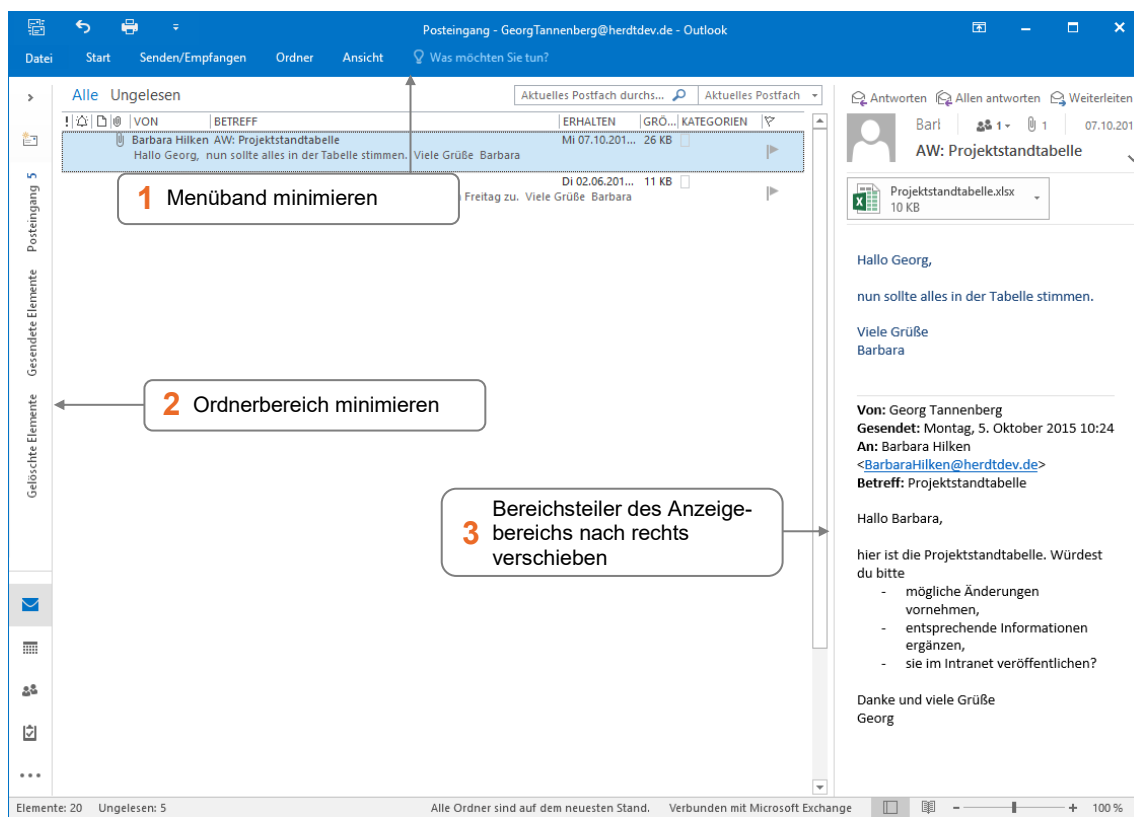 Posteingang - GeorgTannenberg@herdtdev.de - Outlook
Datei Start Senden/Empfangen Ordner Ansicht Was möchten Sie tun?
Alle Ungelesen
Aktuelles Postfach durchs... Aktuelles Postfach
! VON BETREFF ERHALTEN GRÖ... KATEGORIEN
Barbara Hilken AW: Projektstandtabelle Mi 07.10.201... 26 KB
Hallo Georg, nun sollte alles in der Tabelle stimmen. Viele Grüße Barbara
Di 02.06.201... 11 KB
Freitag zu. Viele Grüße Barbara
1 Menüband minimieren
Posteingang 5
Gesendete Elemente
Gelöschte Elemente
2 Ordnerbereich minimieren
3 Bereichsteiler des Anzeige-
bereichs nach rechts
verschieben
Antworten Allen antworten Weiterleiten
Barl 1 1 07.10.201
AW: Projektstandtabelle
Projektstandtabelle.xlsx
10 KB
Hallo Georg,
nun sollte alles in der Tabelle stimmen.
Viele Grüße
Barbara
Von: Georg Tannenberg
Gesendet: Montag, 5. Oktober 2015 10:24
An: Barbara Hilken
<BarbaraHilken@herdtdev.de>
Betreff: Projektstandtabelle
Hallo Barbara,
hier ist die Projektstandtabelle. Würdest
du bitte
- mögliche Änderungen
vornehmen,
- entsprechende Informationen
ergänzen,
- sie im Intranet veröffentlichen?
Danke und viele Grüße
Georg
Elemente: 20 Ungelesen: 5 Alle Ordner sind auf dem neuesten Stand. Verbunden mit Microsoft Exchange - + 100 %